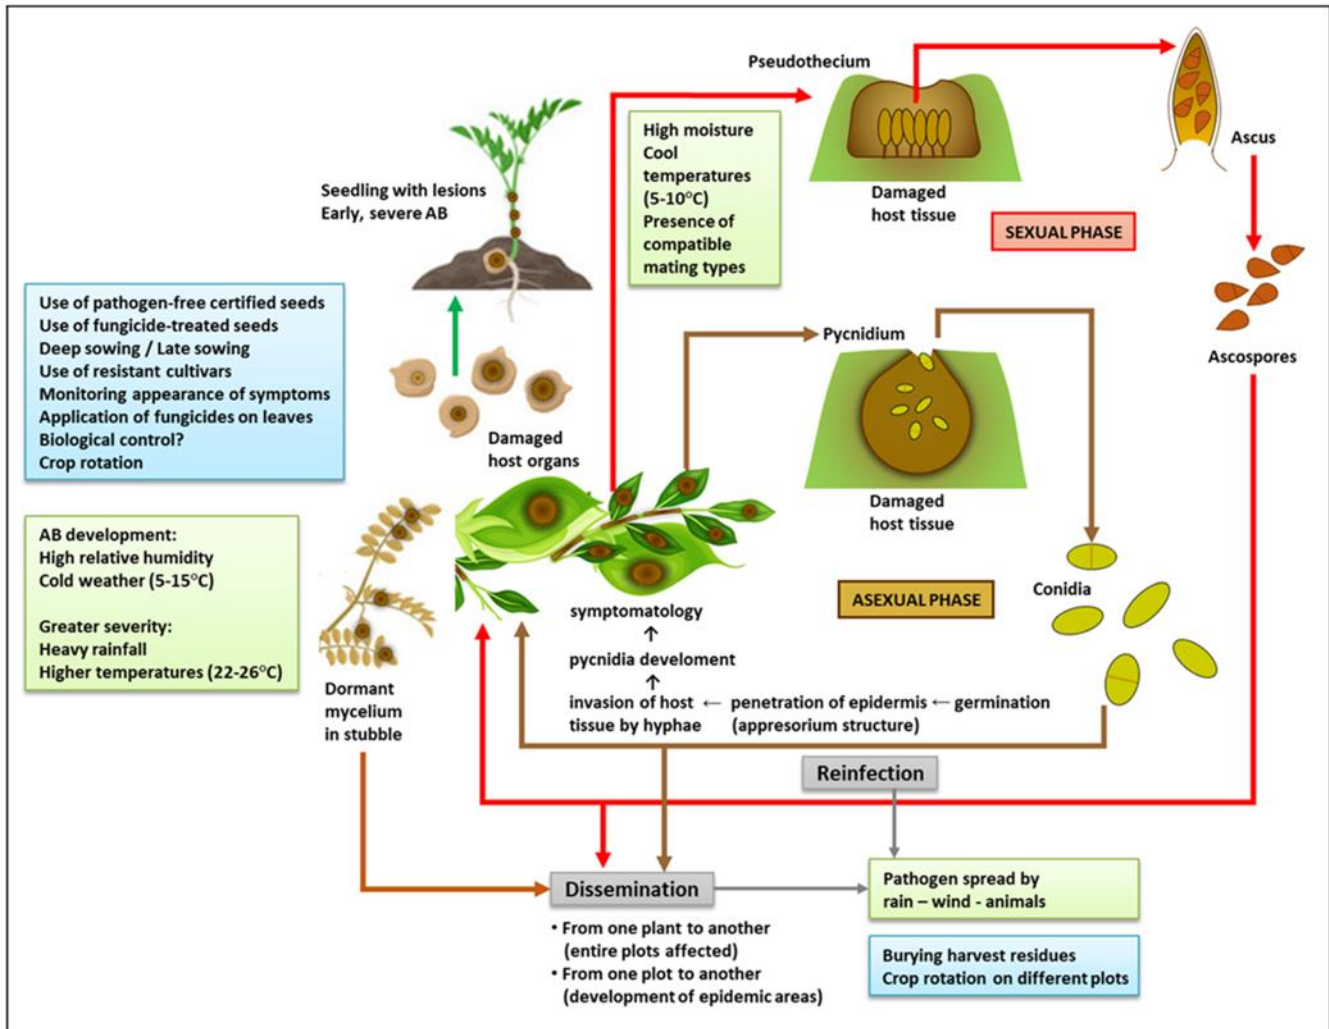 Pseudothecium
Ascus
High moisture
Cool
temperatures
(5-10°C)
Presence of
compatible
mating types
Damaged
host tissue
SEXUAL PHASE
Seedling with lesions
Early, severe AB
Ascospores
Use of pathogen-free certified seeds
Use of fungicide-treated seeds
Deep sowing / Late sowing
Use of resistant cultivars
Monitoring appearance of symptoms
Application of fungicides on leaves
Biological control?
Crop rotation
Pycnidium
Damaged
host organs
Damaged
host tissue
AB development:
High relative humidity
Cold weather (5-15°C)
Greater severity:
Heavy rainfall
Higher temperatures (22-26°C)
ASEXUAL PHASE
Conidia
Dormant
mycelium
in stubble
symptomatology
↑
pycnidia develoment
↑
invasion of host ← penetration of epidermis ← germination
tissue by hyphae (appresorium structure)
Reinfection
Dissemination
• From one plant to another
(entire plots affected)
• From one plot to another
(development of epidemic areas)
Pathogen spread by
rain – wind - animals
Burying harvest residues
Crop rotation on different plots